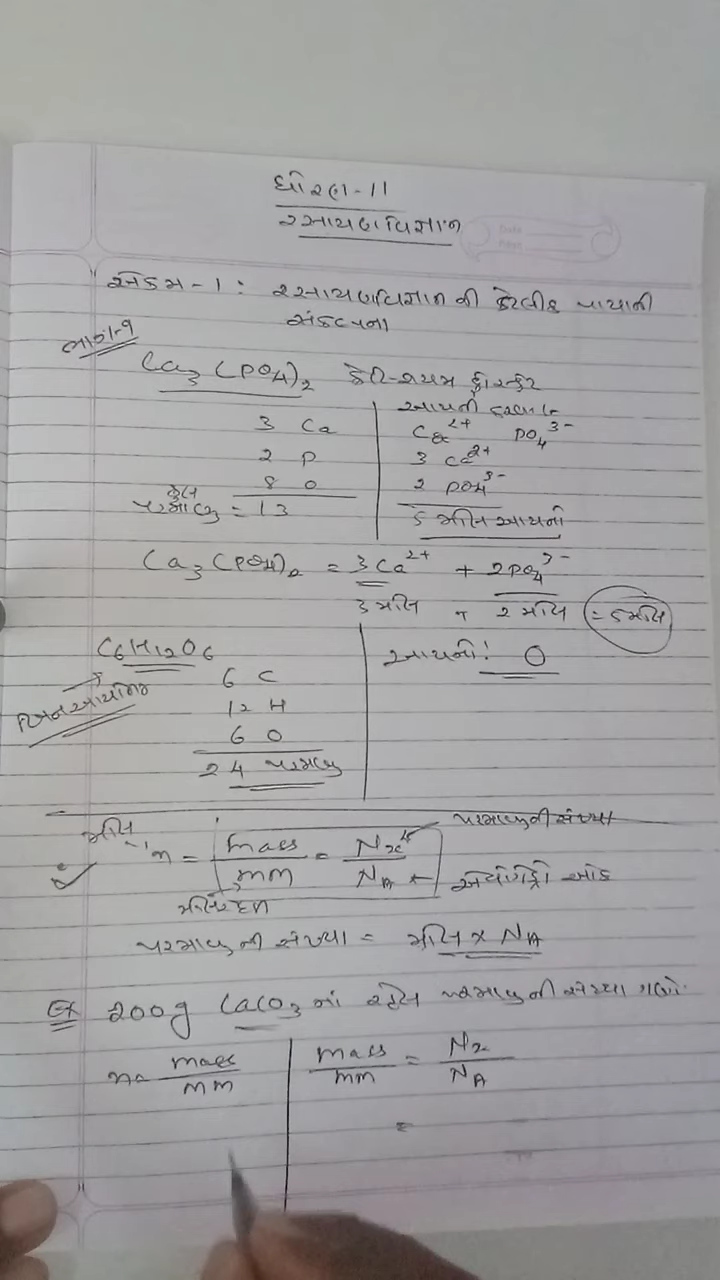 ધોરણ-11
રસાયણવિજ્ઞાન
એકમ-1: રસાયણવિજ્ઞાન ની કેટલીક પાયાની
સંકલ્પના
Ca3(PO4)2 કેલ્શિયમ ફોસ્ફેટ
3 Ca
2 P
8 O
કુલ
પરમાણુ = 13
આયનો
Ca2+ PO4 3-
3 Ca2+
2 PO4 3-
5 મોલ આયનો
Ca3(PO4)2 = 3Ca2+ + 2PO4 3-
3 મોલ + 2 મોલ = 5 મોલ
C6H12O6
6 C
12 H
6 O
24 પરમાણુ
આયનો: 0
મોલ
n = mass/mm = Nx/NA
પરમાણુની સંખ્યા
પરમાણુની સંખ્યા = મોલ × NA
Ex 200g CaCO3 માં રહેલ પરમાણુની સંખ્યા ગણો.
n= mass/mm
mass/mm = Nx/NA
=